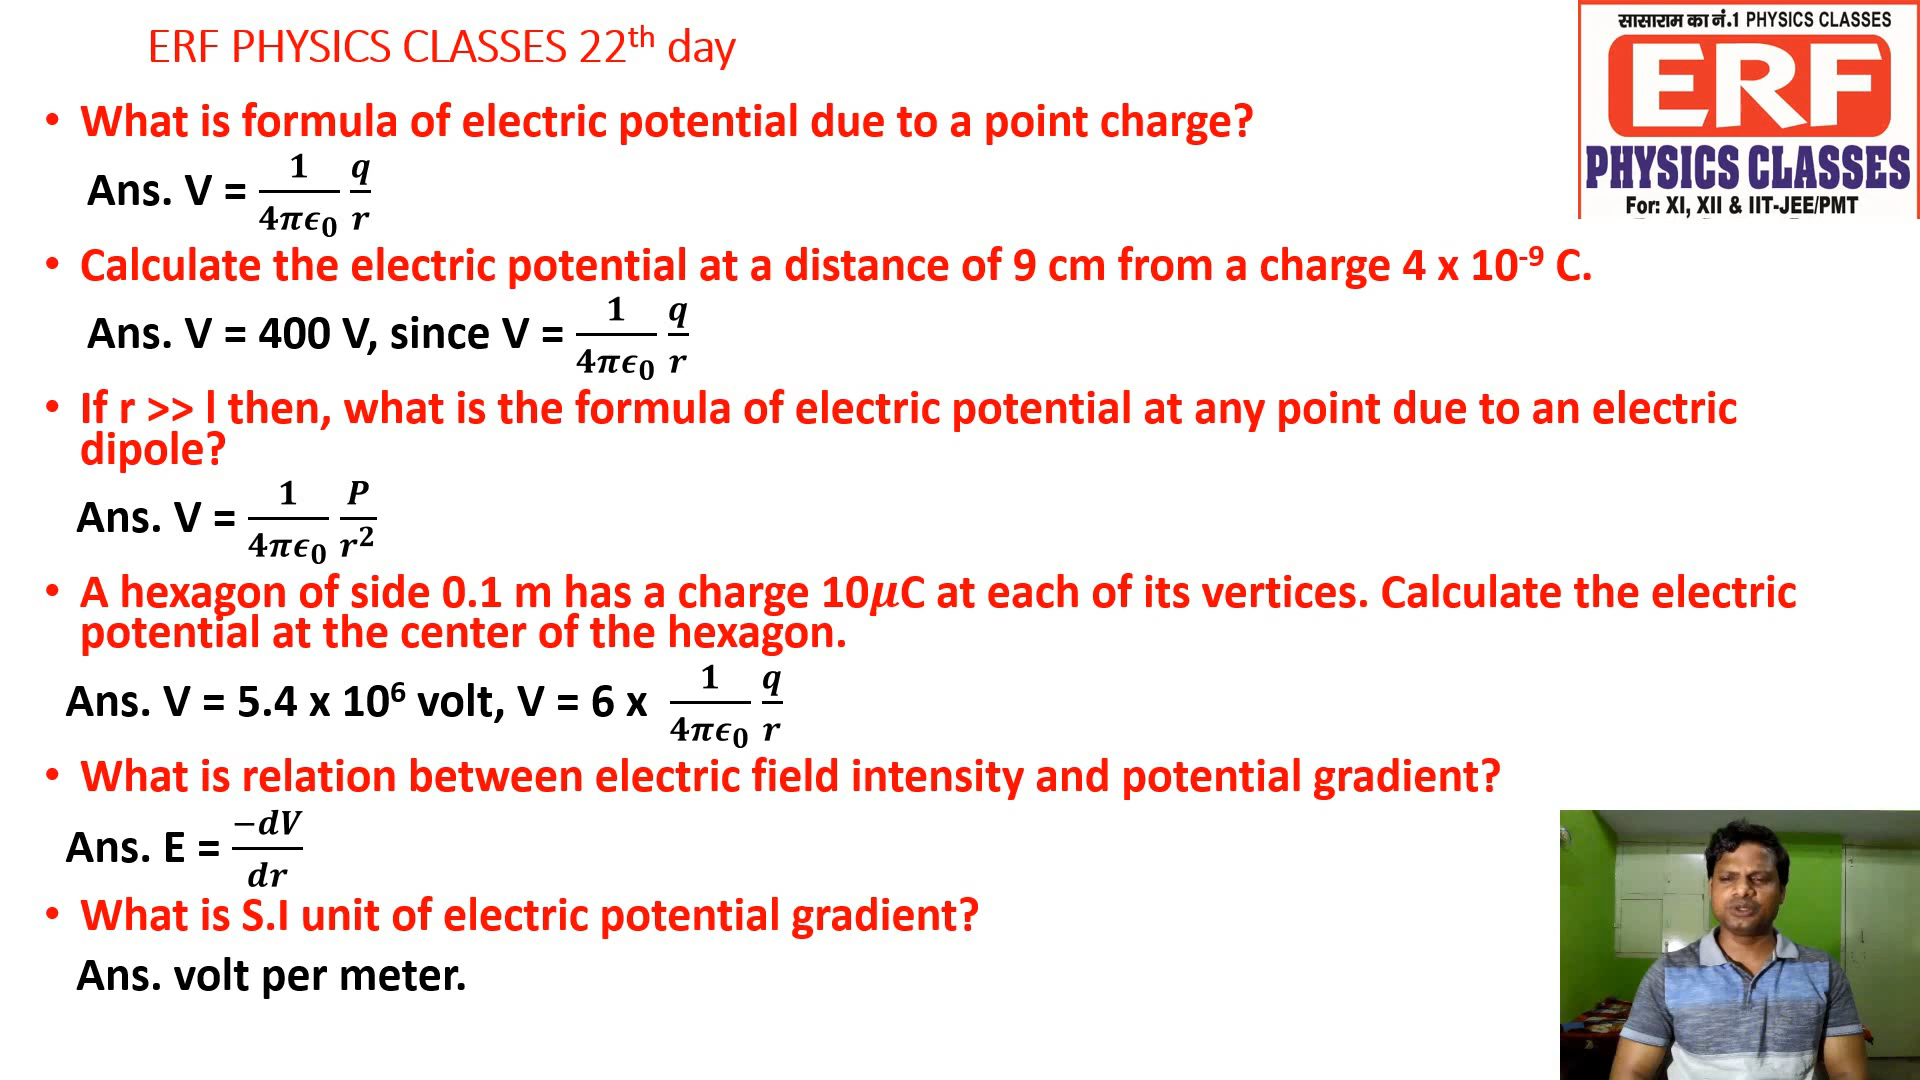 ERF PHYSICS CLASSES 22th day
सासाराम का नं.1 PHYSICS CLASSES
ERF
PHYSICS CLASSES
For: XI, XII & IIT-JEE/PMT
• What is formula of electric potential due to a point charge?
Ans. V = 1/4πϵ₀ q/r
• Calculate the electric potential at a distance of 9 cm from a charge 4 x 10⁻⁹ C.
Ans. V = 400 V, since V = 1/4πϵ₀ q/r
• If r >> l then, what is the formula of electric potential at any point due to an electric
dipole?
Ans. V = 1/4πϵ₀ P/r²
• A hexagon of side 0.1 m has a charge 10μC at each of its vertices. Calculate the electric
potential at the center of the hexagon.
Ans. V = 5.4 x 10⁶ volt, V = 6 x 1/4πϵ₀ q/r
• What is relation between electric field intensity and potential gradient?
Ans. E = −dV/dr
• What is S.I unit of electric potential gradient?
Ans. volt per meter.